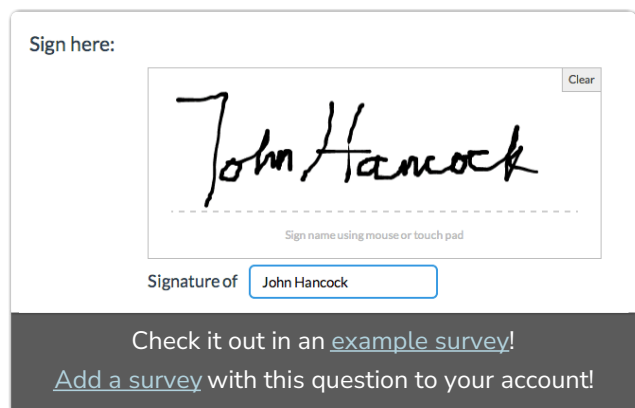 Sign here:
Clear
John Hancock
Sign name using mouse or touch pad
Signature of John Hancock
Check it out in an example survey!
Add a survey with this question to your account!